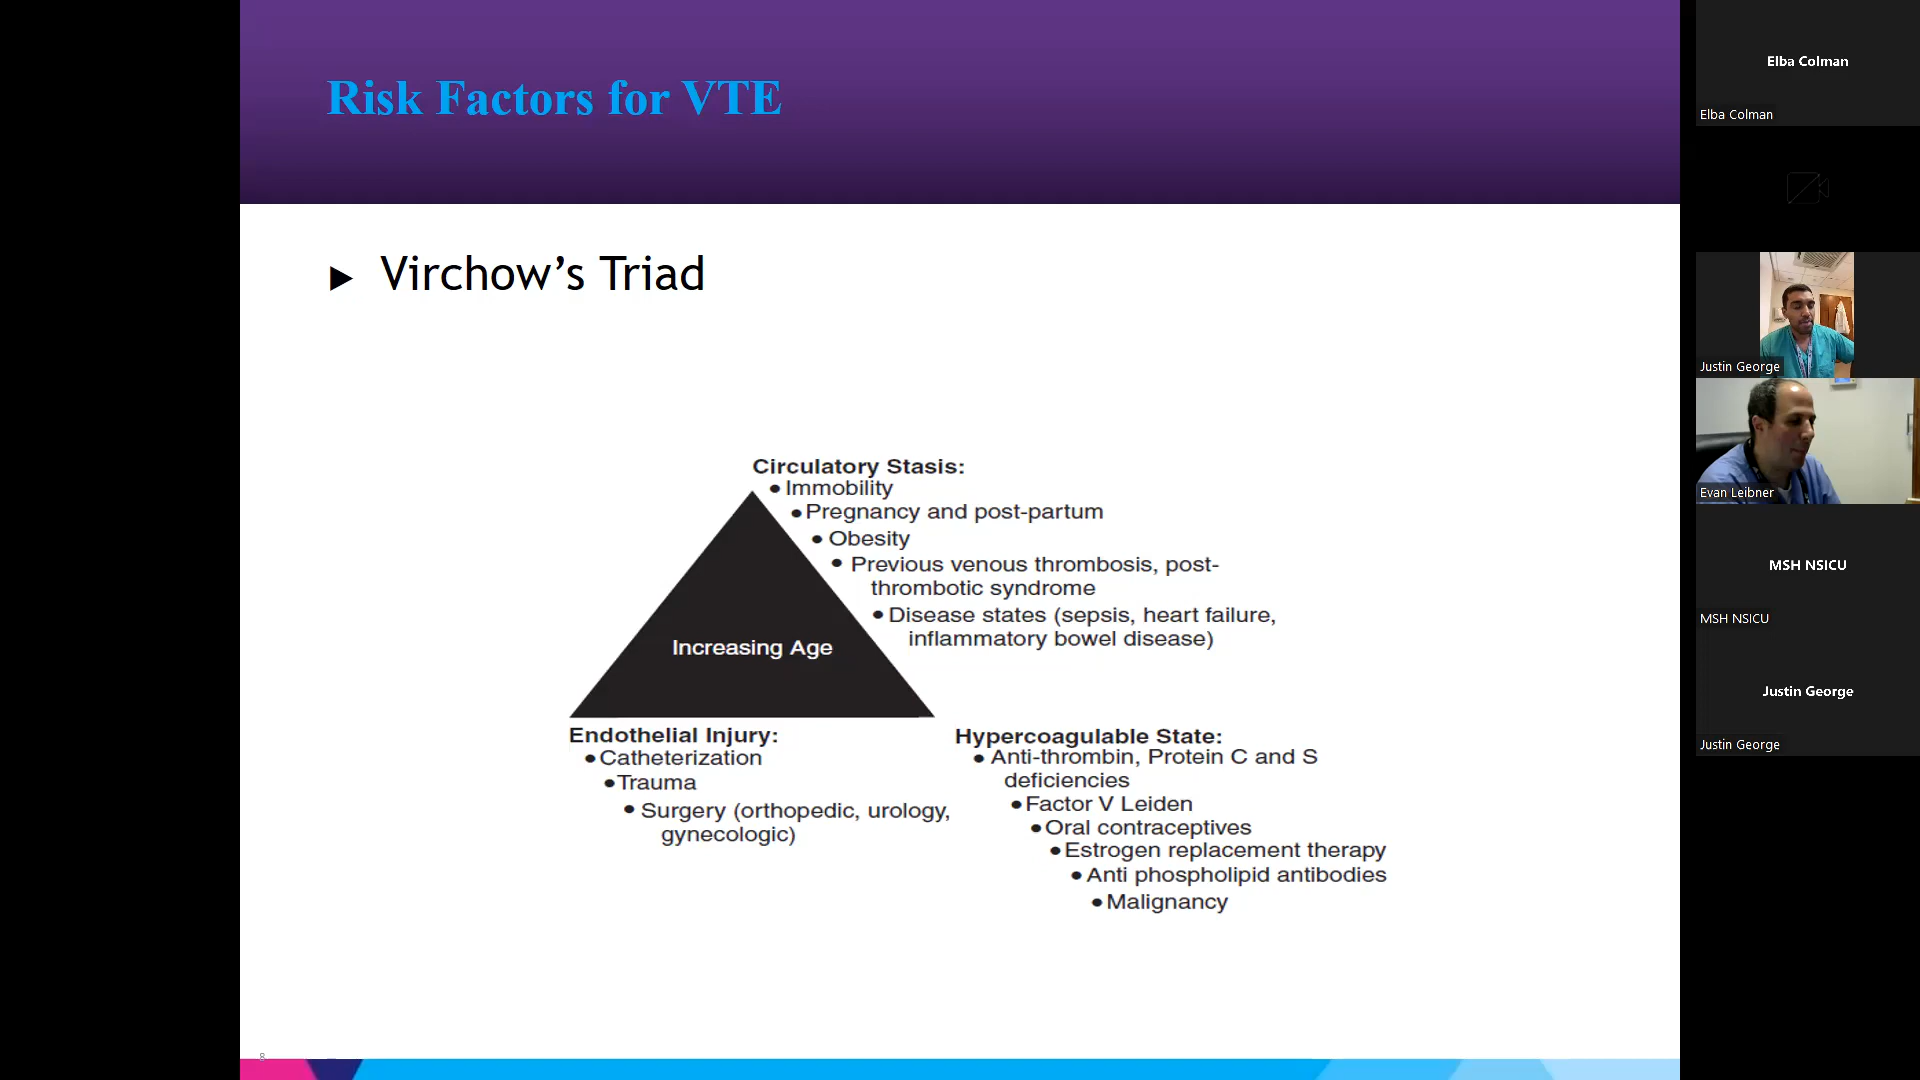 Risk Factors for VTE
► Virchow’s Triad
Circulatory Stasis:
• Immobility
• Pregnancy and post-partum
• Obesity
• Previous venous thrombosis, post-
thrombotic syndrome
• Disease states (sepsis, heart failure,
inflammatory bowel disease)
Increasing Age
Endothelial Injury:
• Catheterization
• Trauma
• Surgery (orthopedic, urology,
gynecologic)
Hypercoagulable State:
• Anti-thrombin, Protein C and S
deficiencies
• Factor V Leiden
• Oral contraceptives
• Estrogen replacement therapy
• Anti phospholipid antibodies
• Malignancy
8
Elba Colman
Elba Colman
Justin George
Evan Leibner
MSH NSICU
MSH NSICU
Justin George
Justin George